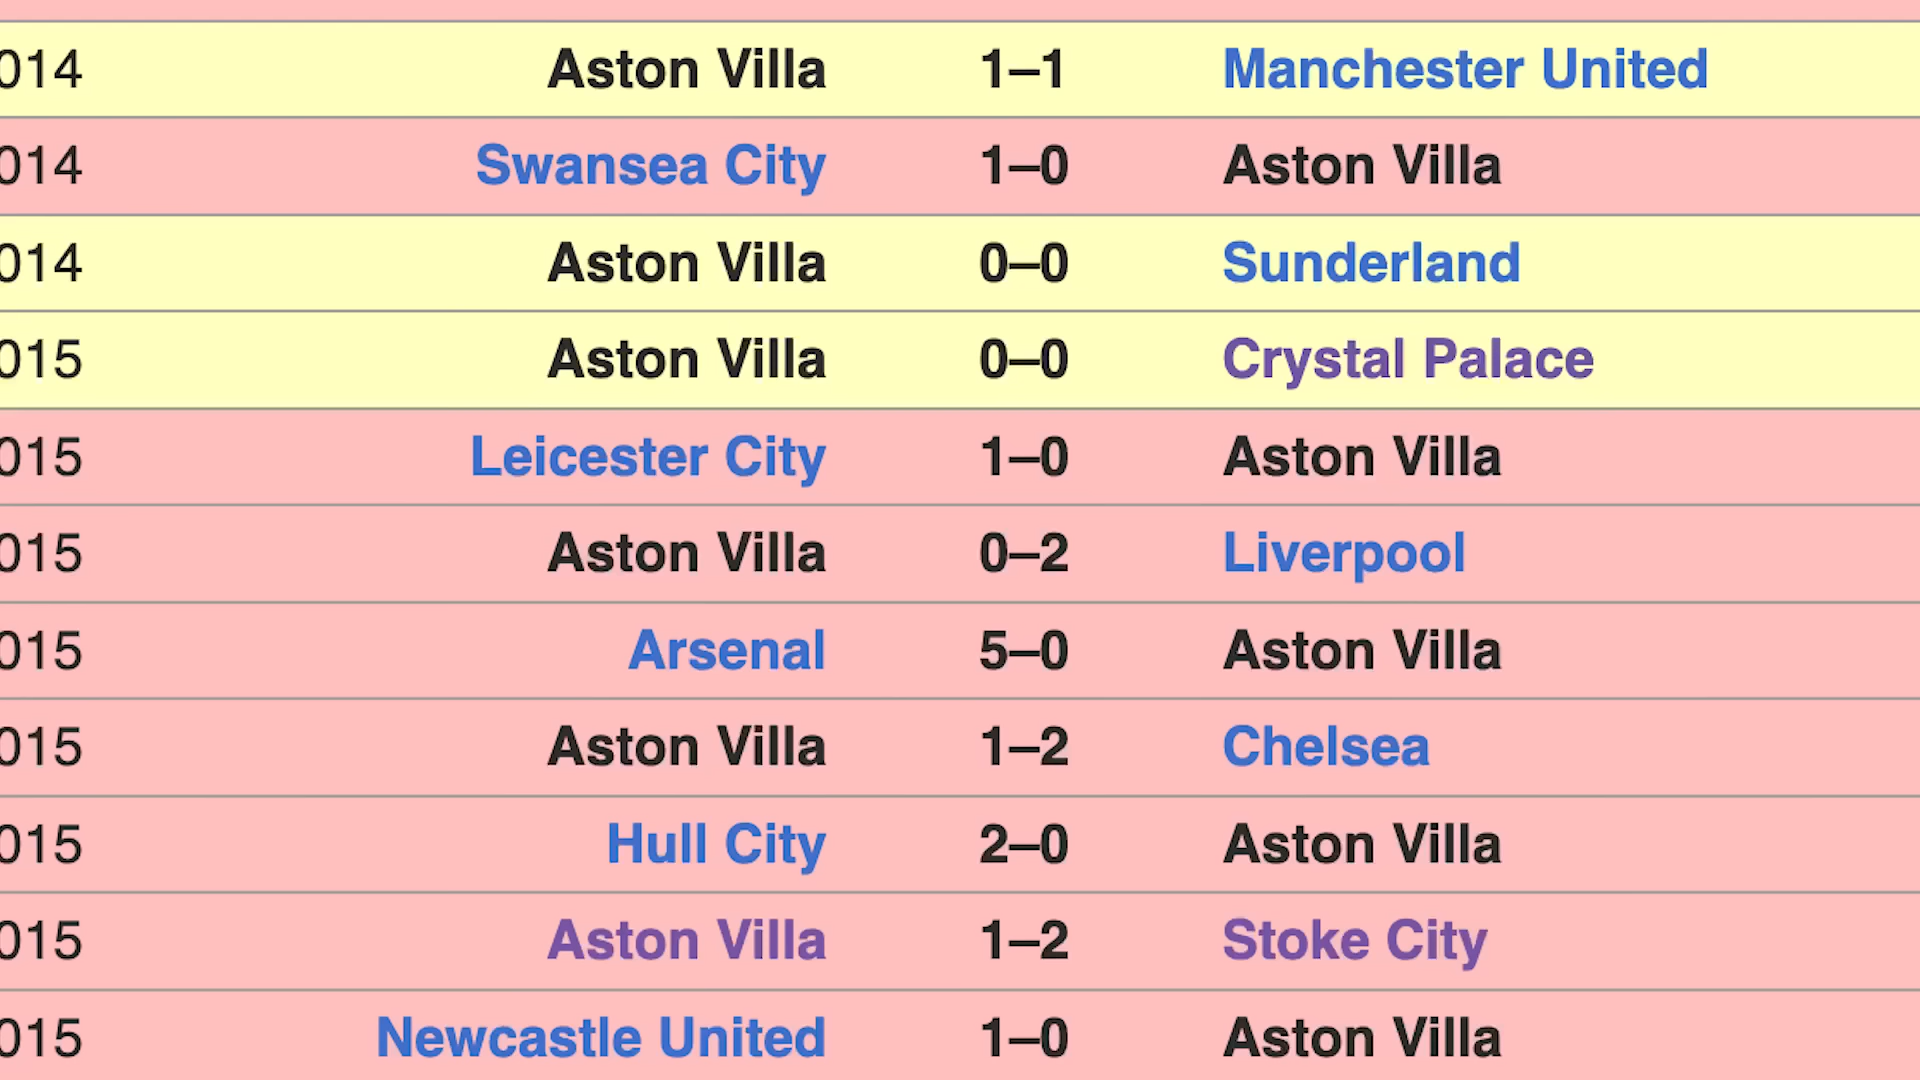 014 Aston Villa 1–1 Manchester United
014 Swansea City 1–0 Aston Villa
014 Aston Villa 0–0 Sunderland
015 Aston Villa 0–0 Crystal Palace
015 Leicester City 1–0 Aston Villa
015 Aston Villa 0–2 Liverpool
015 Arsenal 5–0 Aston Villa
015 Aston Villa 1–2 Chelsea
015 Hull City 2–0 Aston Villa
015 Aston Villa 1–2 Stoke City
015 Newcastle United 1–0 Aston Villa